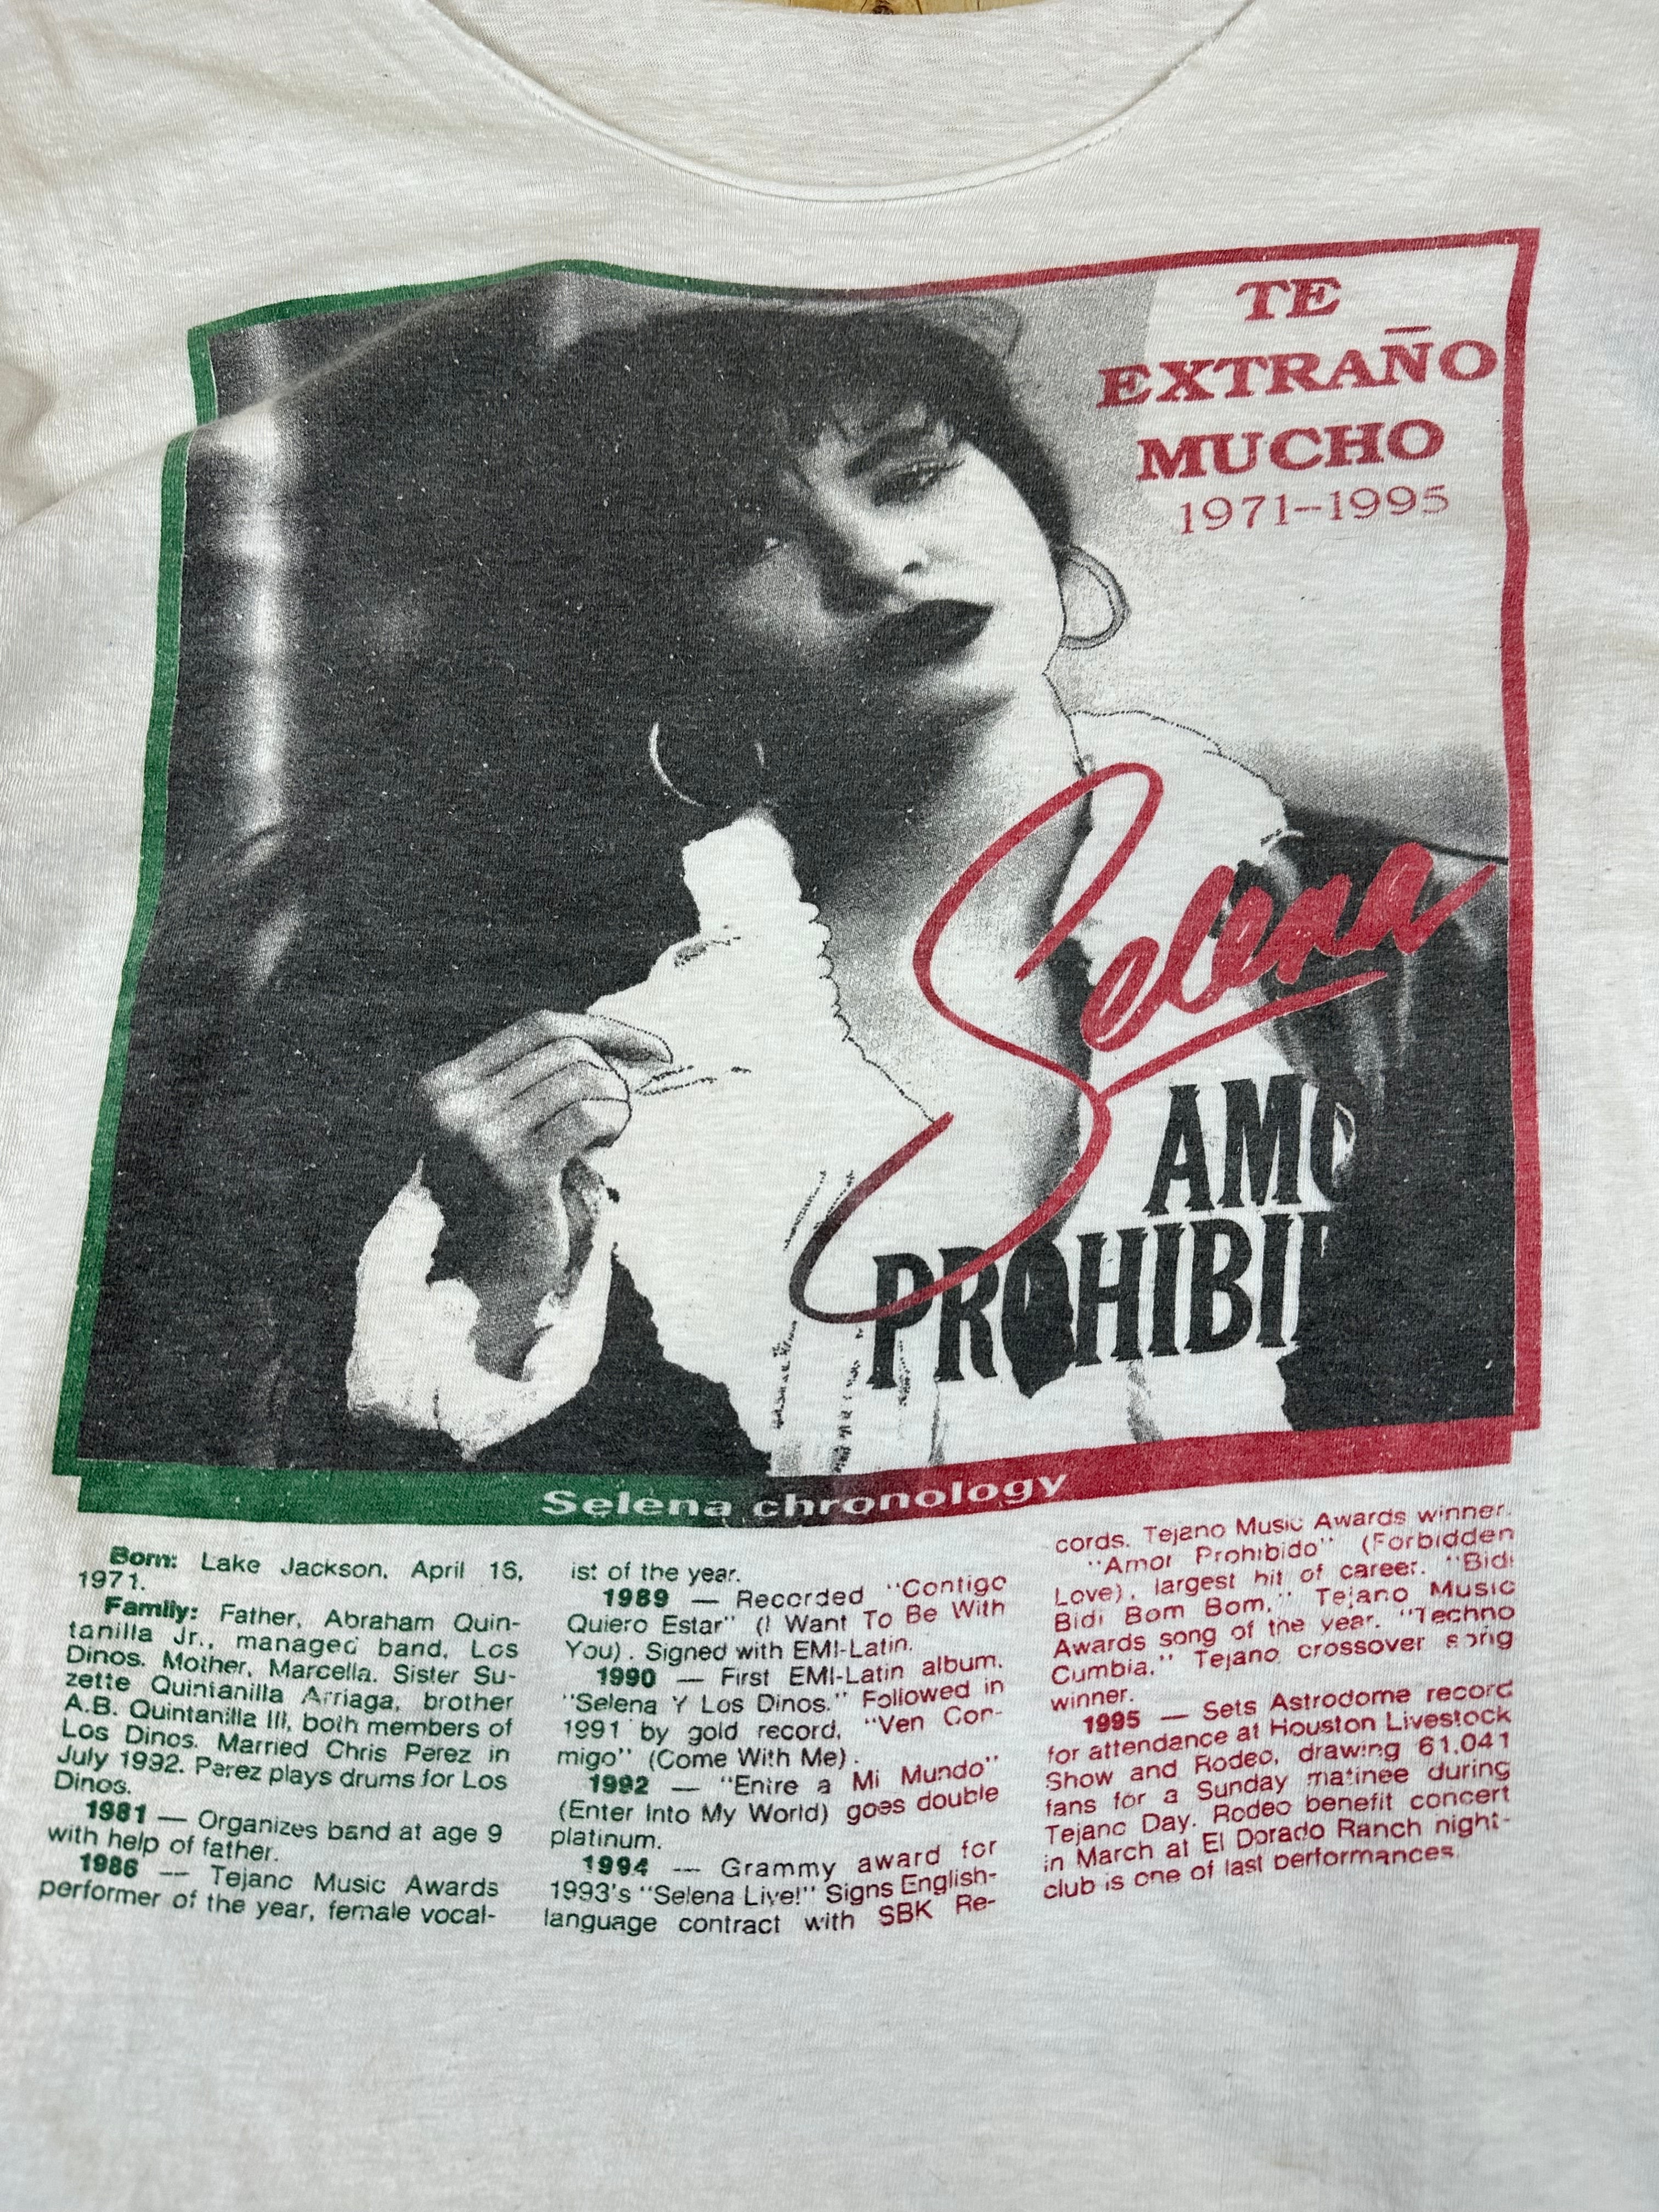 TE
EXTRAÑO
MUCHO
1971-1995
Selena
AMO
PROHIBI
Selena chronology
Born: Lake Jackson, April 16,
1971.
Family: Father, Abraham Quin-
tanilla Jr., managed band, Los
Dinos. Mother, Marcella. Sister Su-
zette Quintanilla Arriaga, brother
A.B. Quintanilla III, both members of
Los Dinos. Married Chris Perez in
July 1992. Perez plays drums for Los
Dinos.
1981 — Organizes band at age 9
with help of father.
1986 — Tejano Music Awards
performer of the year, female vocal-
ist of the year.
1989 — Recorded "Contigo
Quiero Estar" (I Want To Be With
You). Signed with EMI-Latin.
1990 — First EMI-Latin album,
"Selena Y Los Dinos." Followed in
1991 by gold record, "Ven Con-
migo" (Come With Me).
1992 — "Entre a Mi Mundo"
(Enter Into My World) goes double
platinum.
1994 — Grammy award for
1993's "Selena Live!" Signs English-
language contract with SBK Re-
cords. Tejano Music Awards winner.
"Amor Prohibido" (Forbidden
Love), largest hit of career. "Bidi
Bidi Bom Bom," Tejano Music
Awards song of the year. "Techno
Cumbia," Tejano crossover song
winner.
1995 — Sets Astrodome record
for attendance at Houston Livestock
Show and Rodeo, drawing 61,041
fans for a Sunday matinee during
Tejano Day. Rodeo benefit concert
in March at El Dorado Ranch night-
club is one of last performances.